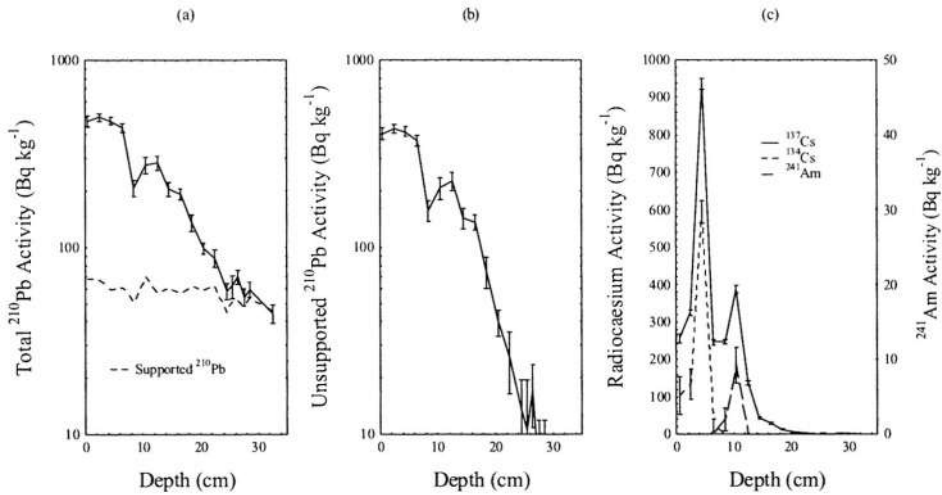 (a)
Total ²¹⁰Pb Activity (Bq kg⁻¹)
1000
100
10
0 10 20 30
Depth (cm)
Supported ²¹⁰Pb
(b)
Unsupported ²¹⁰Pb Activity (Bq kg⁻¹)
1000
100
10
0 10 20 30
Depth (cm)
(c)
Radiocaesium Activity (Bq kg⁻¹)
1000
900
800
700
600
500
400
300
200
100
0
0 10 20 30
Depth (cm)
¹³⁷Cs
¹³⁴Cs
²⁴¹Am
50
40
30
20
10
0
²⁴¹Am Activity (Bq kg⁻¹)